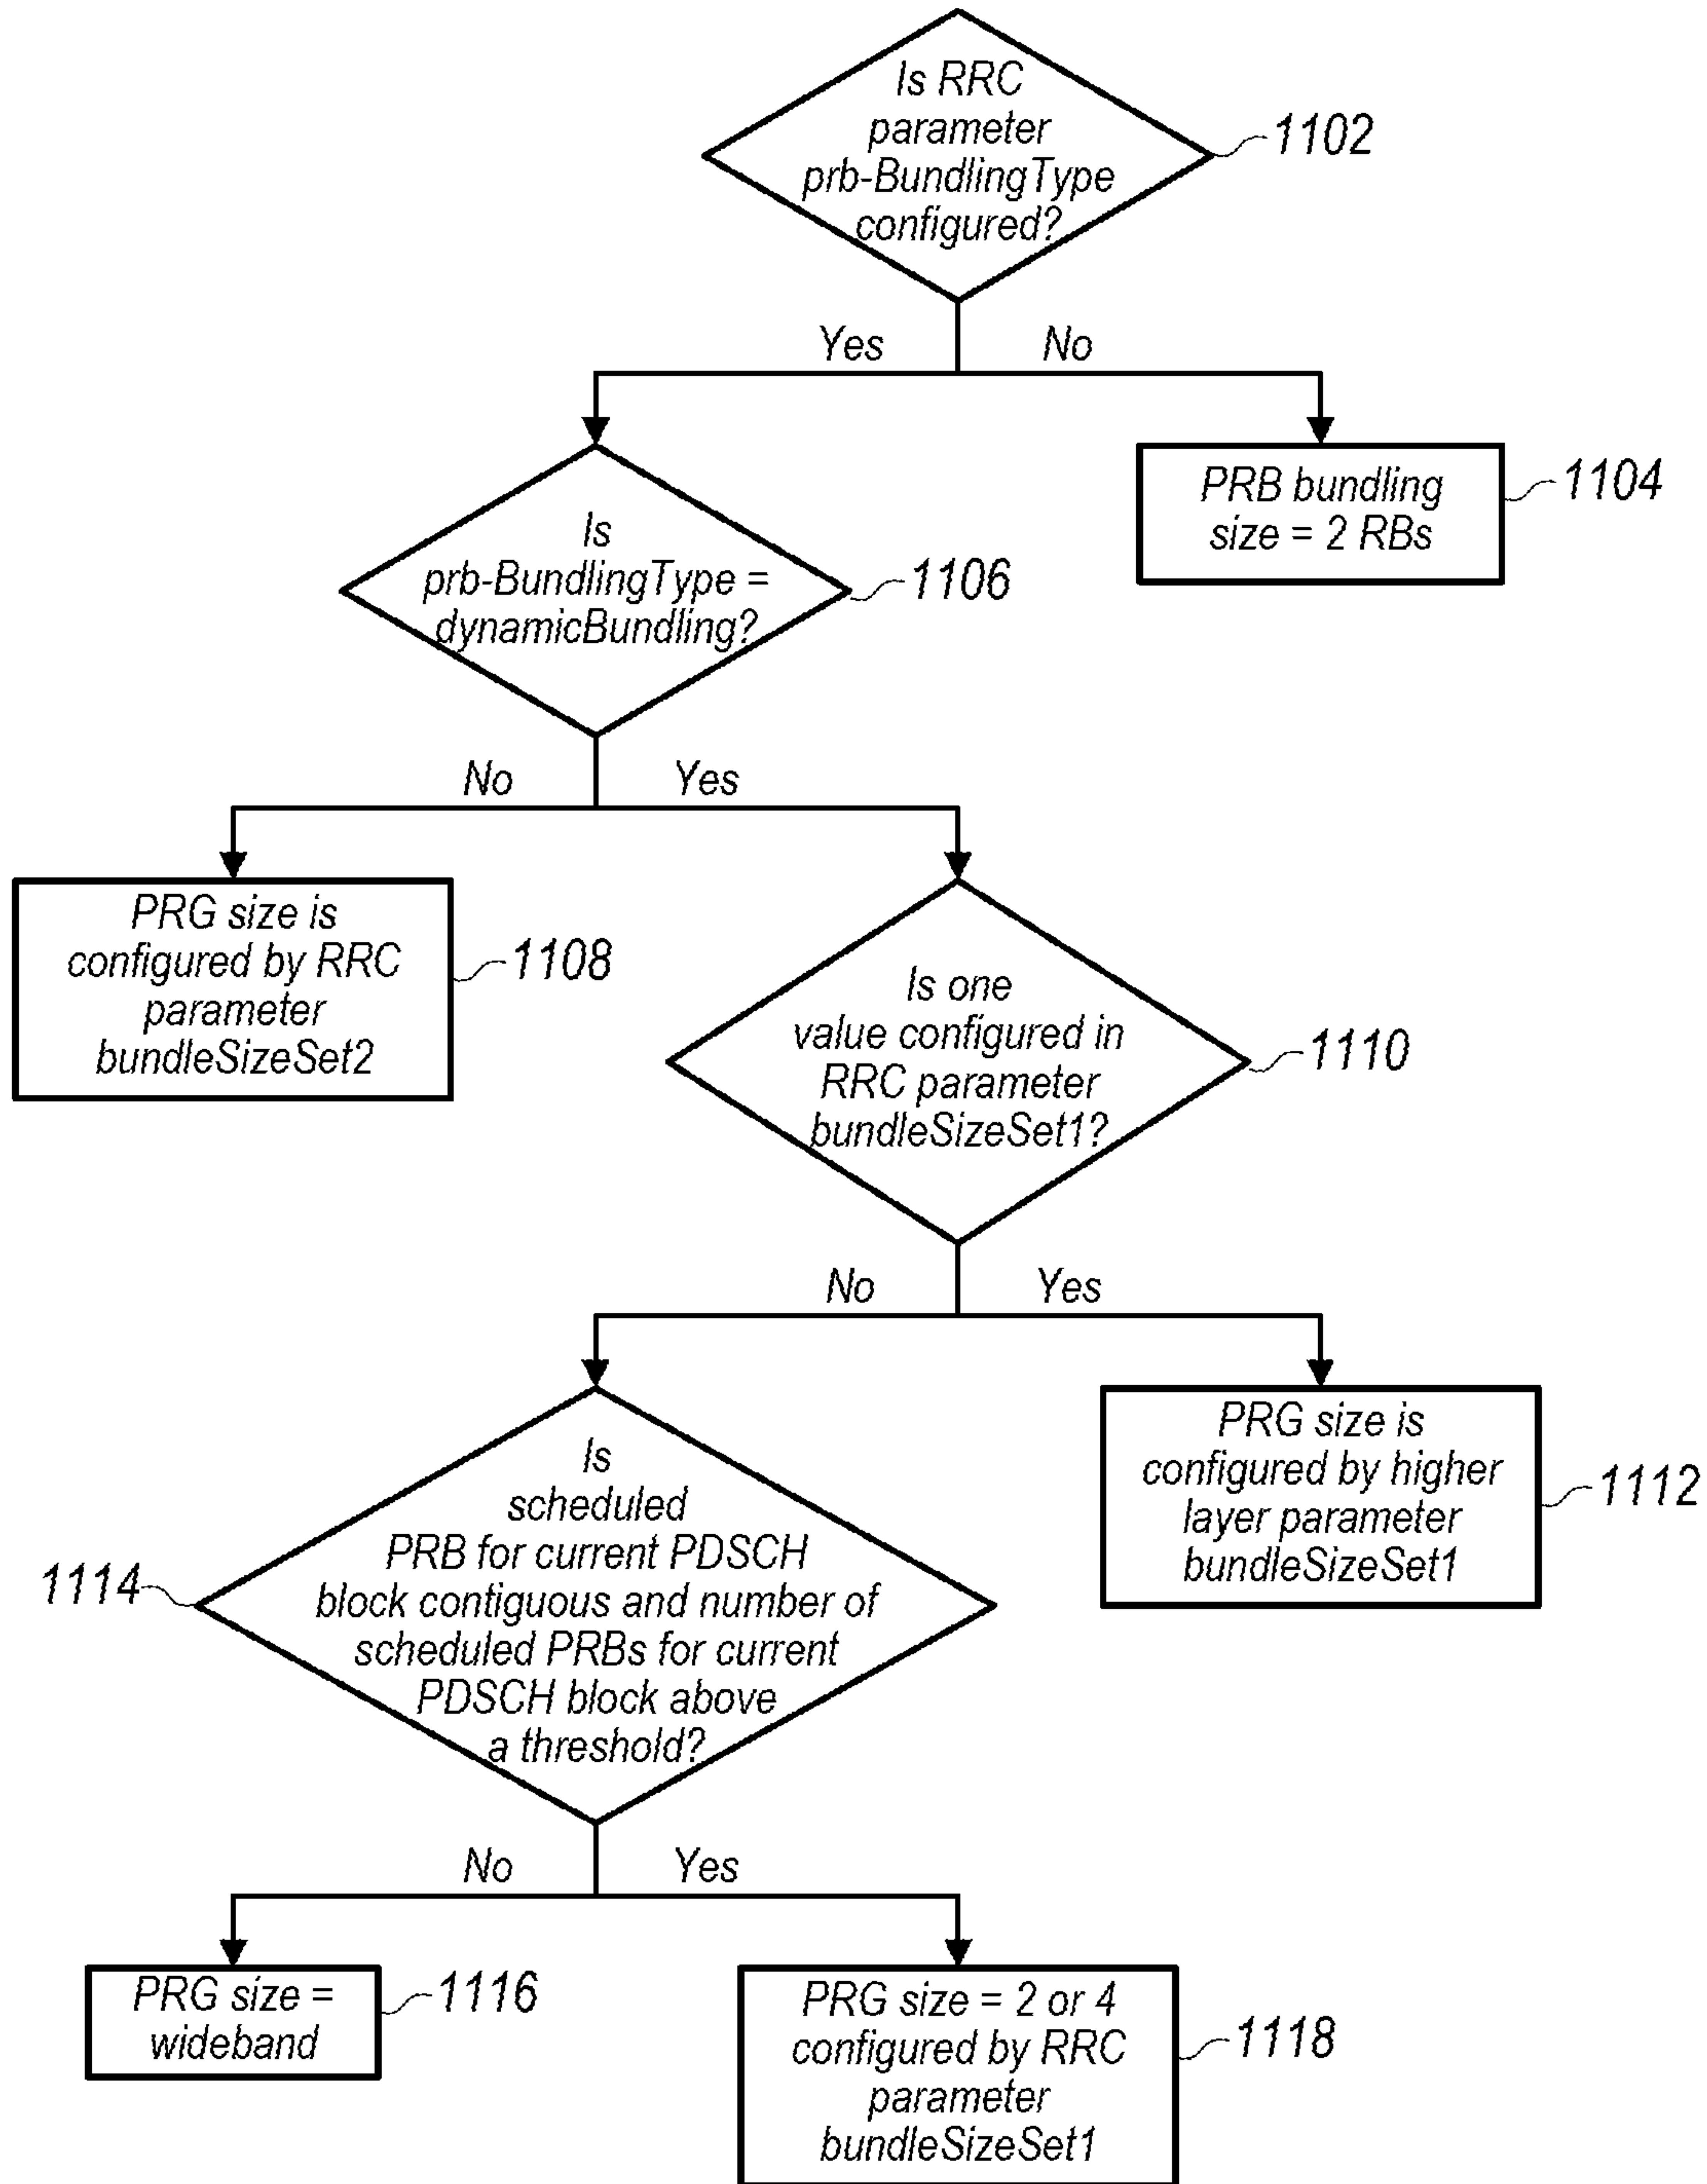 Is RRC
parameter
prb-BundlingType
configured?
1102
Yes
No
PRB bundling
size = 2 RBs
1104
Is
prb-BundlingType =
dynamicBundling?
1106
No
Yes
PRG size is
configured by RRC
parameter
bundleSizeSet2
1108
Is one
value configured in
RRC parameter
bundleSizeSet1?
1110
No
Yes
PRG size is
configured by higher
layer parameter
bundleSizeSet1
1112
Is
scheduled
PRB for current PDSCH
block contiguous and number of
scheduled PRBs for current
PDSCH block above
a threshold?
1114
No
Yes
PRG size =
wideband
1116
PRG size = 2 or 4
configured by RRC
parameter
bundleSizeSet1
1118